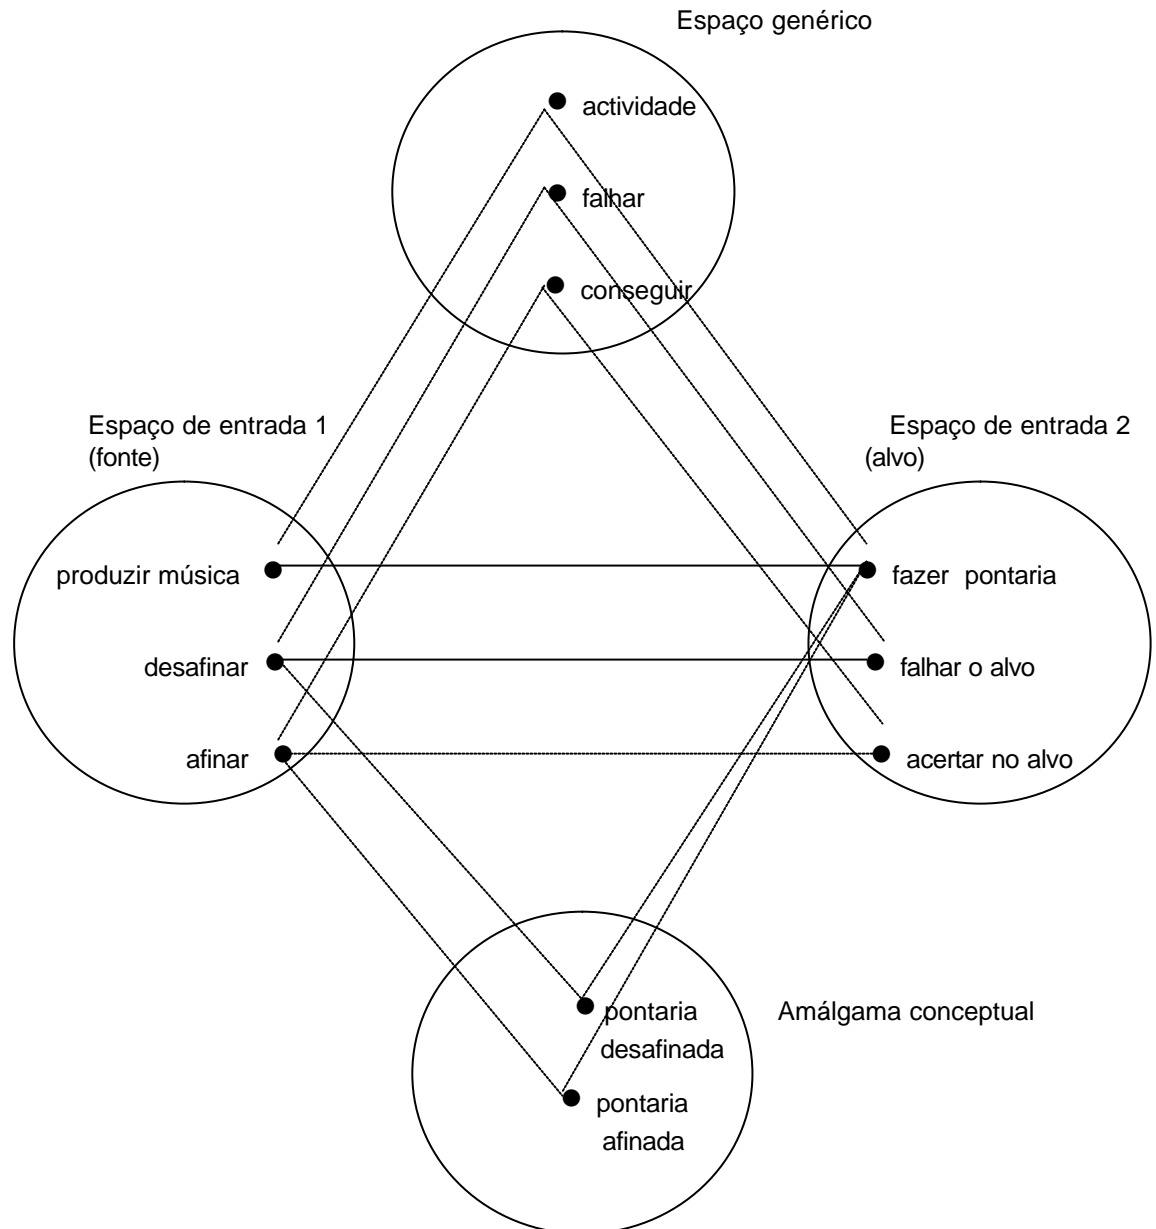 Espaço genérico
actividade
falhar
conseguir
Espaço de entrada 1
(fonte)
Espaço de entrada 2
(alvo)
produzir música
fazer pontaria
desafinar
falhar o alvo
afinar
acertar no alvo
pontaria
desafinada
Amálgama conceptual
pontaria
afinada